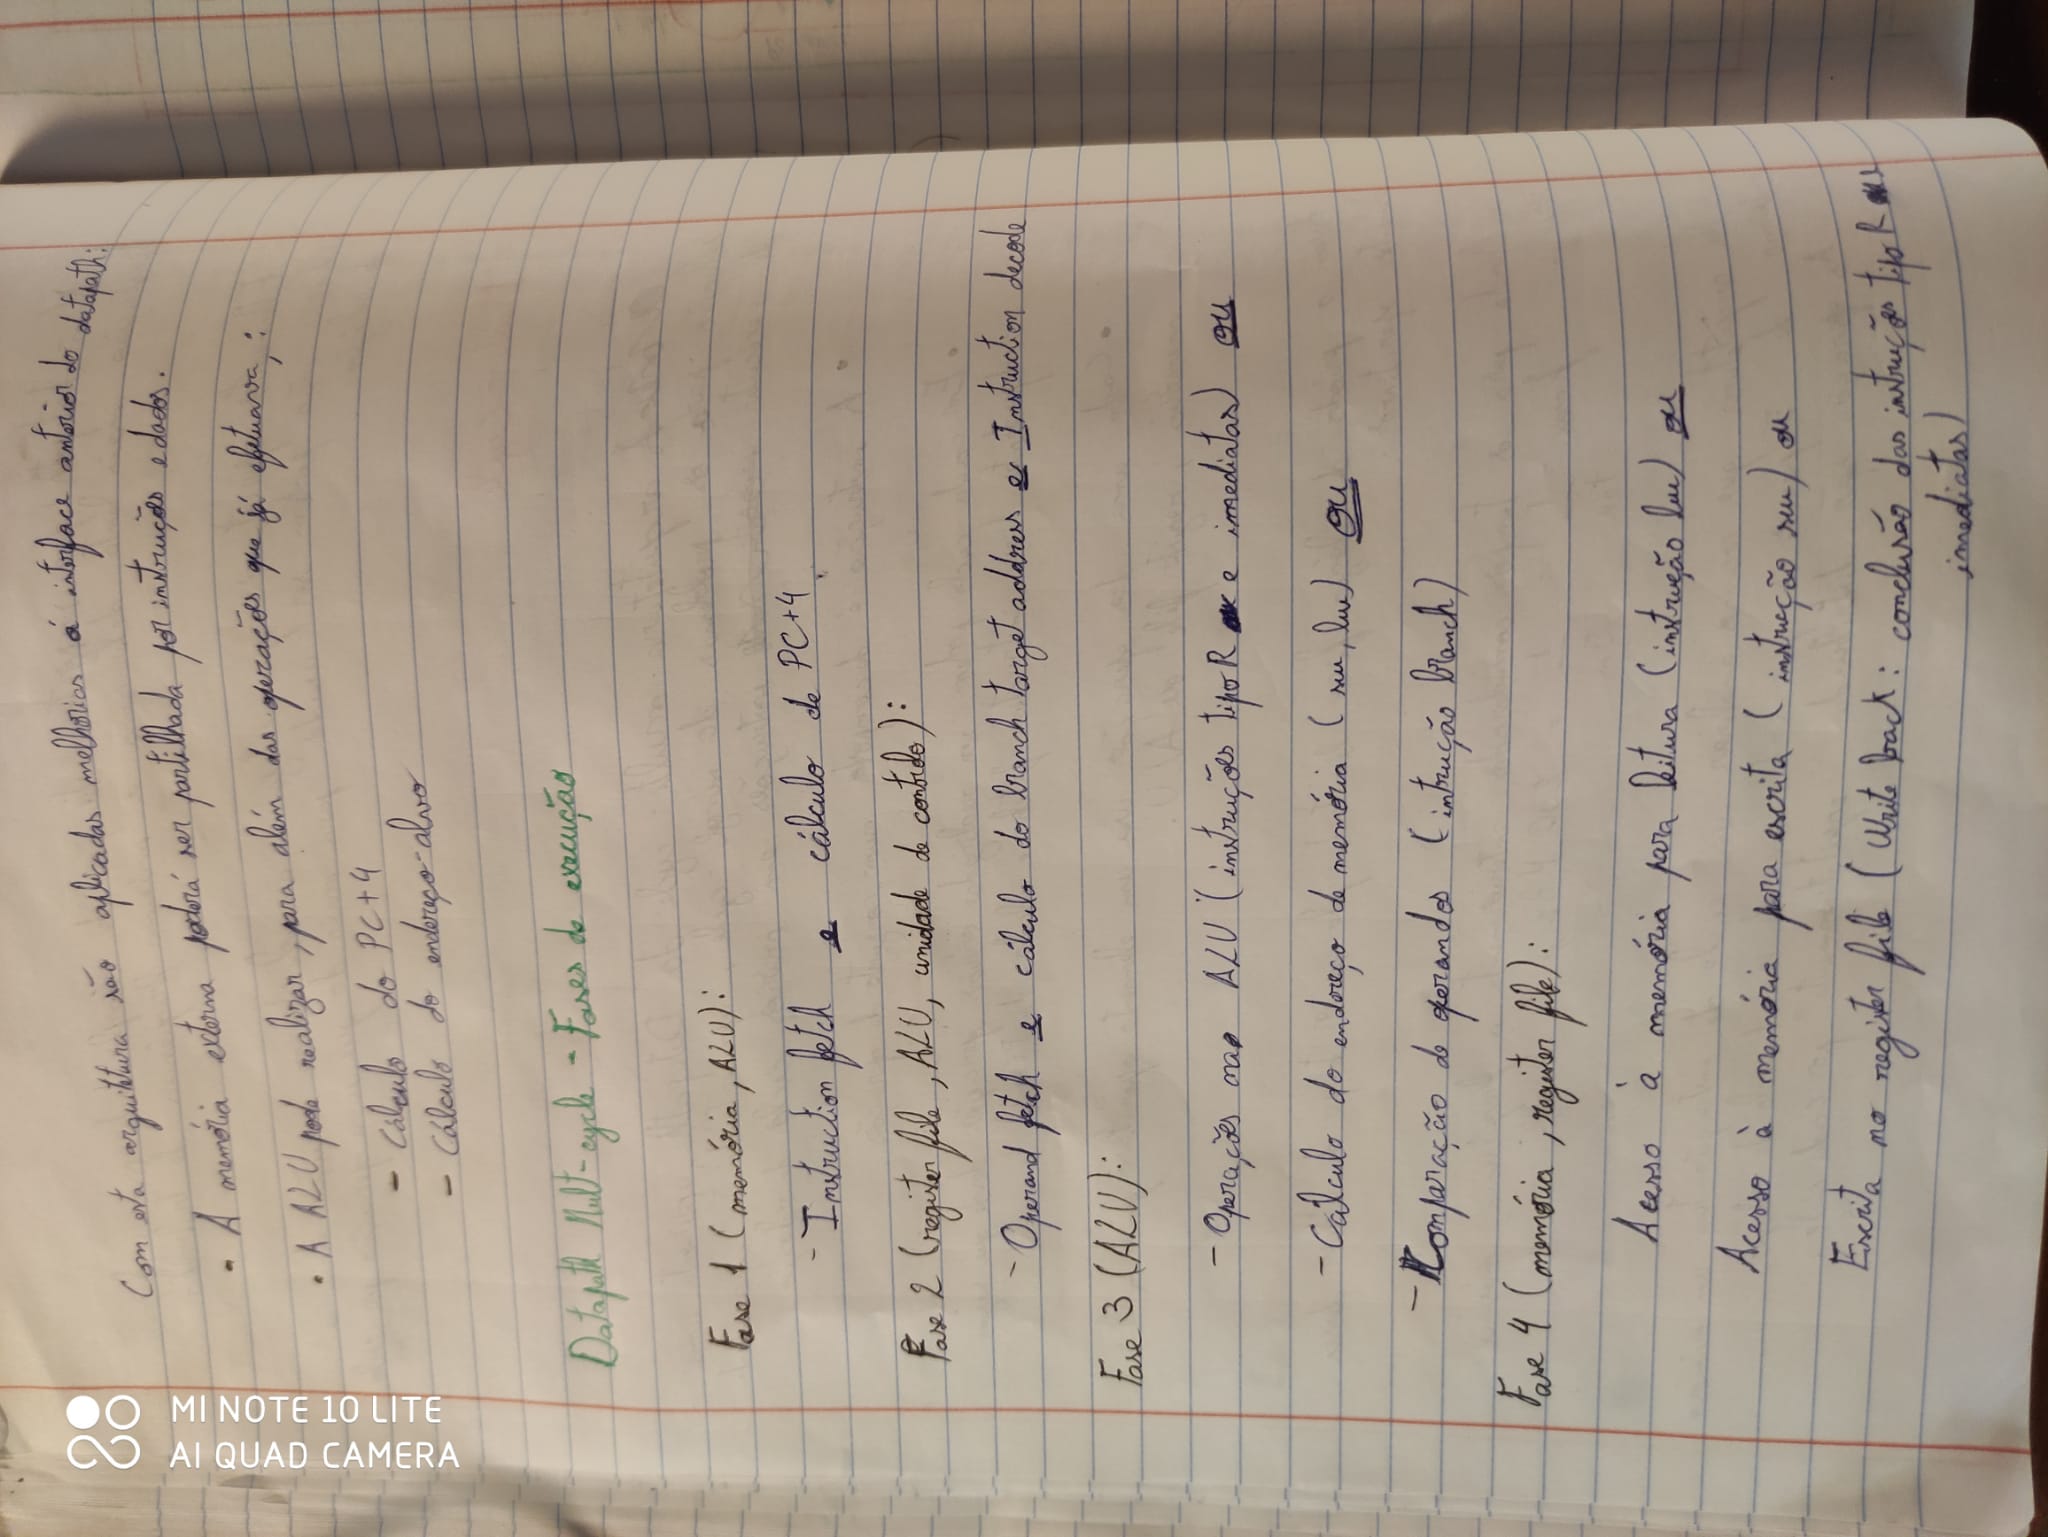 Com esta arquitetura são aplicadas melhorias á interface anterior do datapath:
• A memória externa poderá ser partilhada por instruções e dados.
• A ALU pode realizar, para além das operações que já efetuava,:
- Cálculo do PC+4
- Cálculo do endereço-alvo
Datapath Mult-cycle - Fases de execução
Fase 1 (memória, ALU):
- Instruction fetch e cálculo de PC+4
Fase 2 (register file, ALU, unidade de controlo):
- Operand fetch e cálculo do branch target address e Instruction decode
Fase 3 (ALU):
- Operações na ALU (instruções tipo R e imediatas) ou
- Cálculo do endereço de memória (sw, lw) ou
- Comparação de operandos (intrução branch)
Fase 4 (memória, register file):
Acesso à memória para leitura (instrução lw) ou
Acesso à memória para escrita (instrução sw) ou
Escrita no register file (Write back: conclusão das instruções tipo R
imediatas)
MI NOTE 10 LITE
AI QUAD CAMERA